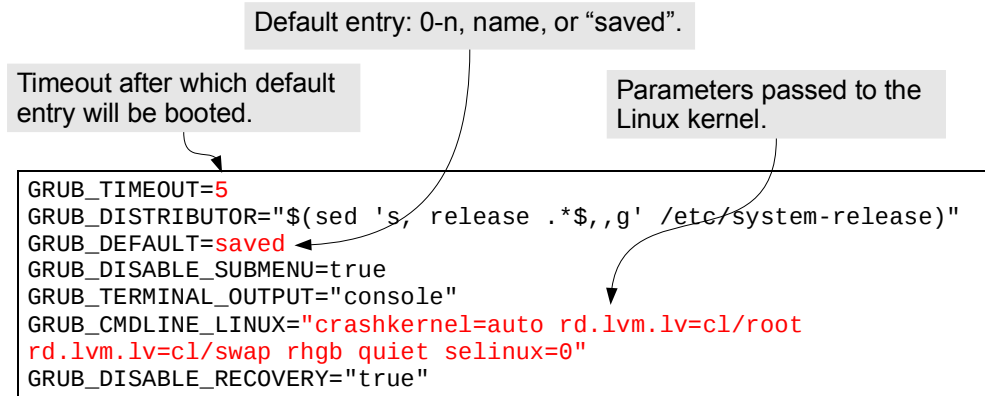 Default entry: 0-n, name, or “saved”.
Timeout after which default
entry will be booted.
Parameters passed to the
Linux kernel.
GRUB_TIMEOUT=5
GRUB_DISTRIBUTOR="$(sed 's, release .*$,,g' /etc/system-release)"
GRUB_DEFAULT=saved
GRUB_DISABLE_SUBMENU=true
GRUB_TERMINAL_OUTPUT="console"
GRUB_CMDLINE_LINUX="crashkernel=auto rd.lvm.lv=cl/root
rd.lvm.lv=cl/swap rhgb quiet selinux=0"
GRUB_DISABLE_RECOVERY="true"